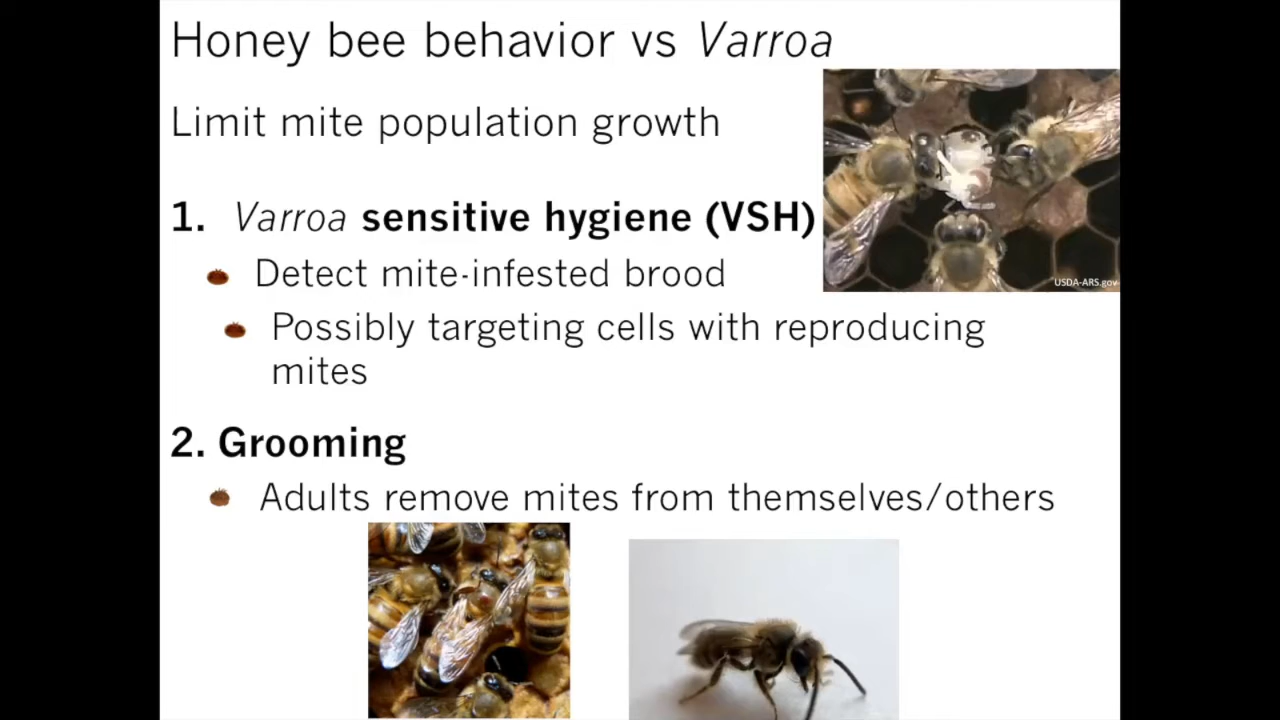 Honey bee behavior vs Varroa
Limit mite population growth
1. Varroa sensitive hygiene (VSH)
Detect mite-infested brood
Possibly targeting cells with reproducing
mites
USDA-ARS.gov
2. Grooming
Adults remove mites from themselves/others